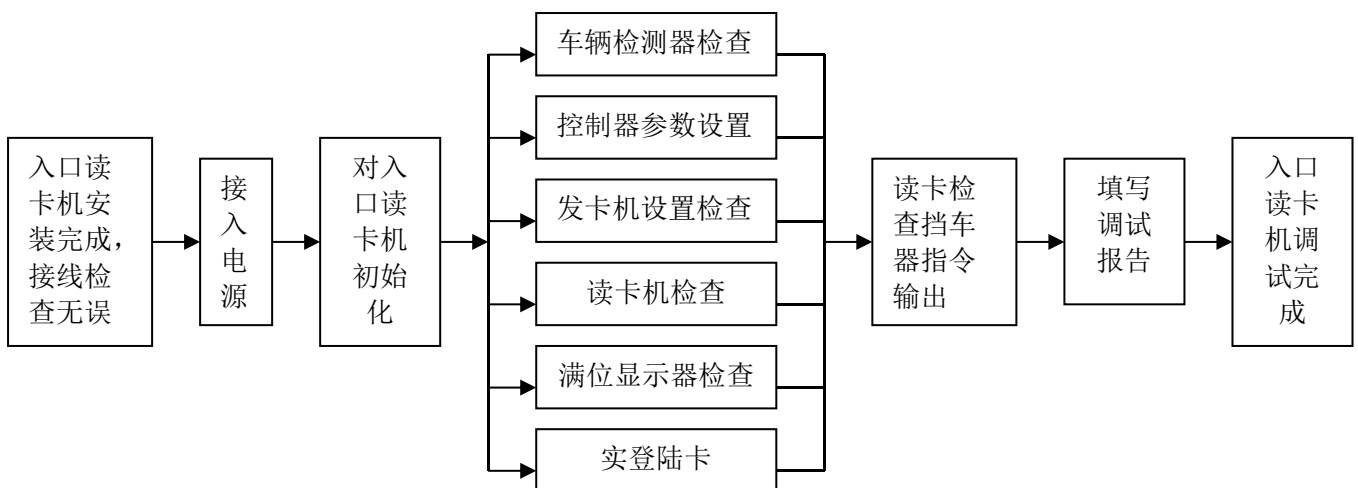 入口读
卡机安
装完成，
接线检
查无误
接
入
电
源
对入
口读
卡机
初始
化
车辆检测器检查
控制器参数设置
发卡机设置检查
读卡机检查
满位显示器检查
实登陆卡
读卡检
查挡车
器指令
输出
填写
调试
报告
入口
读卡
机调
试完
成